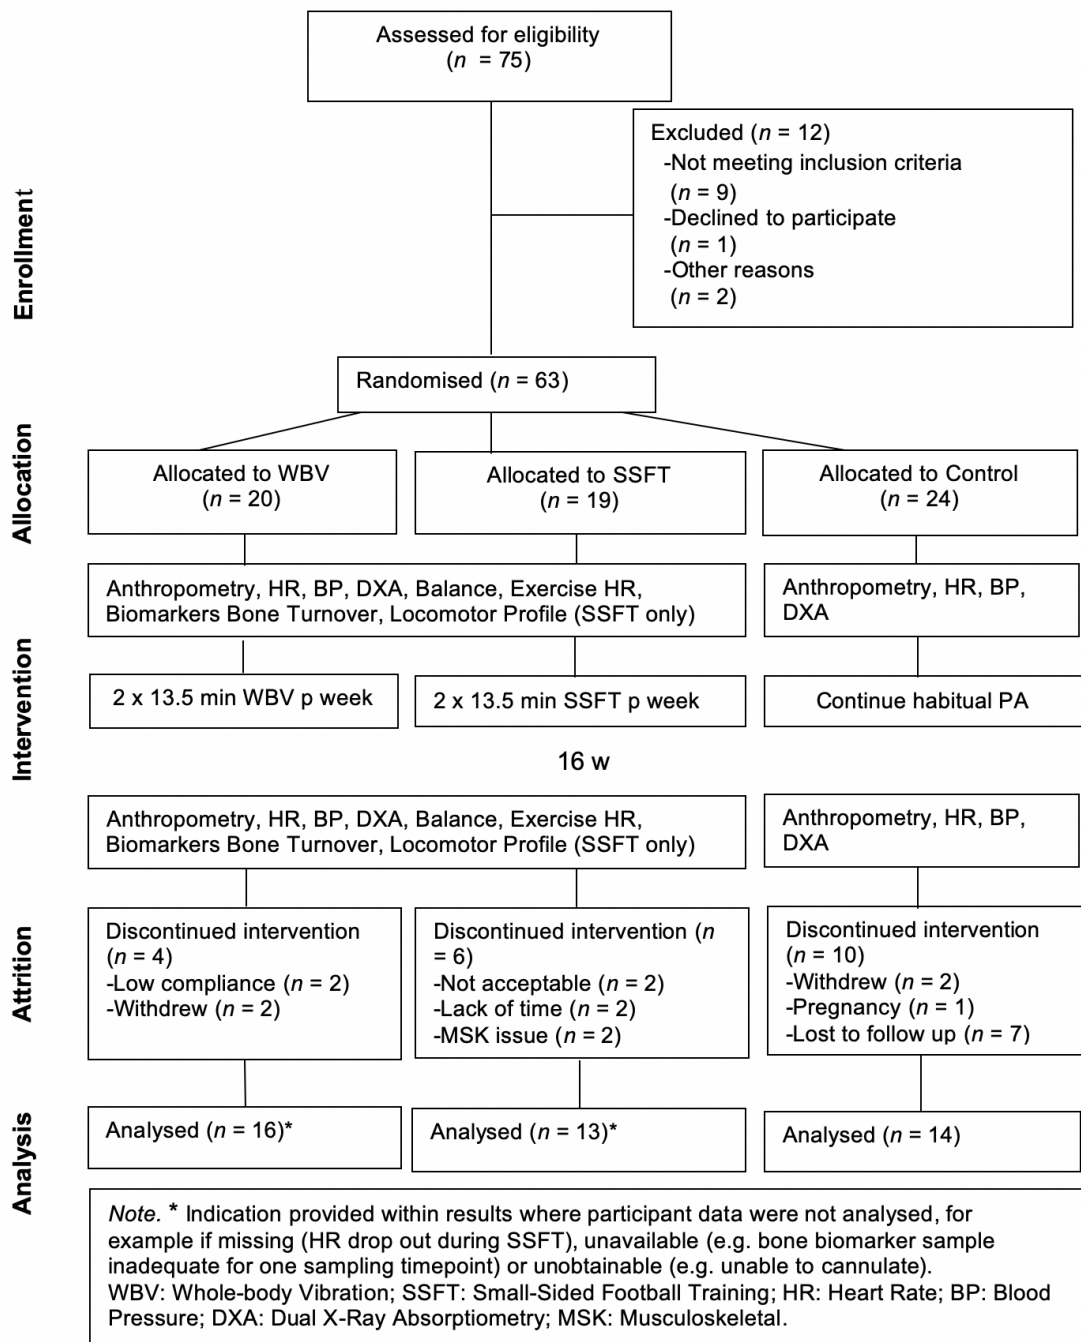 Assessed for eligibility
(n = 75)
Excluded (n = 12)
-Not meeting inclusion criteria
(n = 9)
-Declined to participate
(n = 1)
-Other reasons
(n = 2)
Enrollment
Randomised (n = 63)
Allocation
Allocated to WBV
(n = 20)
Allocated to SSFT
(n = 19)
Allocated to Control
(n = 24)
Anthropometry, HR, BP, DXA, Balance, Exercise HR,
Biomarkers Bone Turnover, Locomotor Profile (SSFT only)
Anthropometry, HR, BP,
DXA
Intervention
2 x 13.5 min WBV p week
2 x 13.5 min SSFT p week
Continue habitual PA
16 w
Anthropometry, HR, BP, DXA, Balance, Exercise HR,
Biomarkers Bone Turnover, Locomotor Profile (SSFT only)
Anthropometry, HR, BP,
DXA
Attrition
Discontinued intervention
(n = 4)
-Low compliance (n = 2)
-Withdrew (n = 2)
Discontinued intervention (n
= 6)
-Not acceptable (n = 2)
-Lack of time (n = 2)
-MSK issue (n = 2)
Discontinued intervention
(n = 10)
-Withdrew (n = 2)
-Pregnancy (n = 1)
-Lost to follow up (n = 7)
Analysis
Analysed (n = 16)*
Analysed (n = 13)*
Analysed (n = 14)
Note. * Indication provided within results where participant data were not analysed, for
example if missing (HR drop out during SSFT), unavailable (e.g. bone biomarker sample
inadequate for one sampling timepoint) or unobtainable (e.g. unable to cannulate).
WBV: Whole-body Vibration; SSFT: Small-Sided Football Training; HR: Heart Rate; BP: Blood
Pressure; DXA: Dual X-Ray Absorptiometry; MSK: Musculoskeletal.